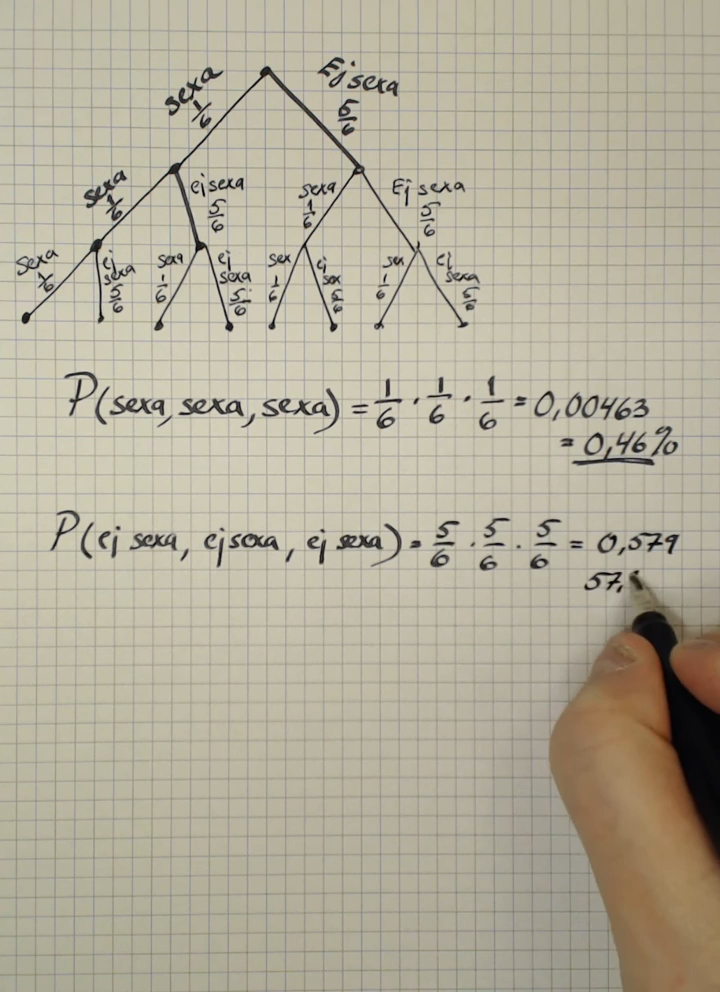 sexa Ej sexa
1/6 5/6
sexa ej sexa sexa Ej sexa
1/6 5/6 1/6 5/6
sexa ej sexa sexa ej sexa sex ej sex sex ej sexa
1/6 5/6 1/6 5/6 1/6 5/6 1/6 5/6
P(sexa, sexa, sexa) = 1/6 · 1/6 · 1/6 = 0,00463
= 0,46%
P(ej sexa, ej sexa, ej sexa) = 5/6 · 5/6 · 5/6 = 0,579
57,